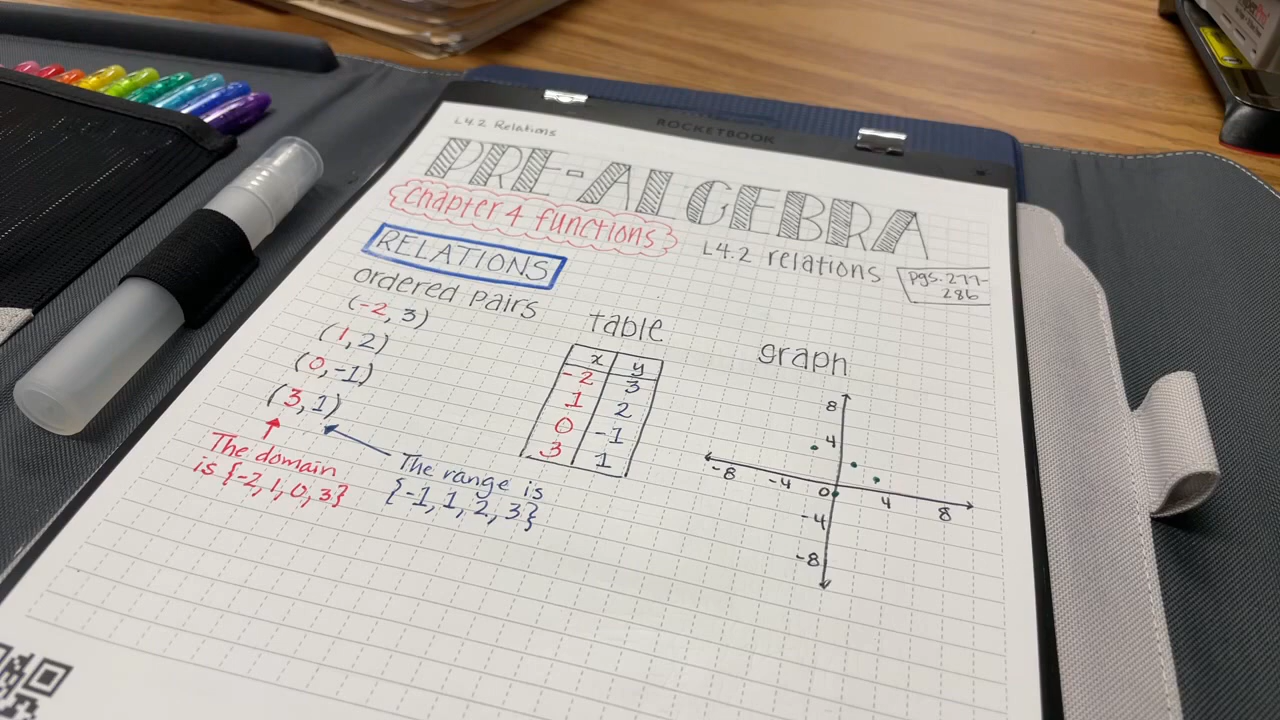 ROCKETBOOK
L4.2 Relations
PRE-ALGEBRA
Chapter 4 functions
L4.2 relations
pgs. 277-
286
RELATIONS
ordered pairs
(-2, 3)
(1, 2)
(0, -1)
(3, 1)
The domain
is {-2, 1, 0, 3}
The range is
{-1, 1, 2, 3}
table
x y
-2 3
1 2
0 -1
3 1
graph
8
4
-8 -4 0 4 8
-4
-8